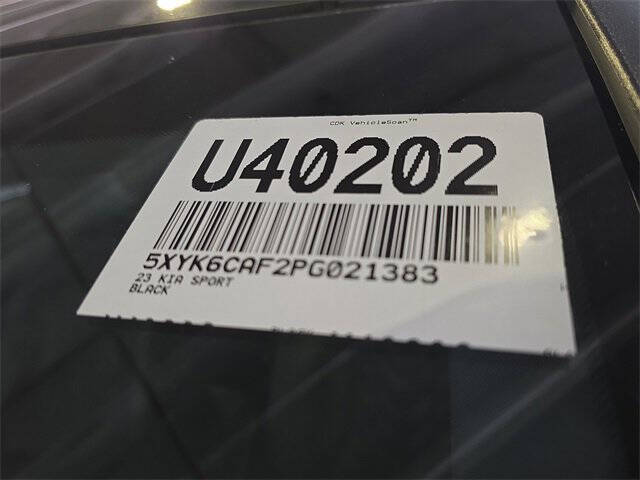 CDK VehicleScan™
U40202
5XYK6CAF2PG021383
23 KIA SPORT
BLACK